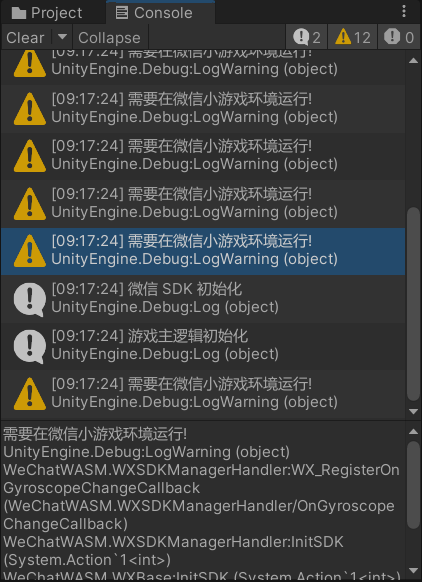 Project
Console
Clear
Collapse
2
12
0
[09:17:24] 需要在微信小游戏环境运行!
UnityEngine.Debug:LogWarning (object)
[09:17:24] 需要在微信小游戏环境运行!
UnityEngine.Debug:LogWarning (object)
[09:17:24] 需要在微信小游戏环境运行!
UnityEngine.Debug:LogWarning (object)
[09:17:24] 需要在微信小游戏环境运行!
UnityEngine.Debug:LogWarning (object)
[09:17:24] 需要在微信小游戏环境运行!
UnityEngine.Debug:LogWarning (object)
[09:17:24] 微信 SDK 初始化
UnityEngine.Debug:Log (object)
[09:17:24] 游戏主逻辑初始化
UnityEngine.Debug:Log (object)
[09:17:24] 需要在微信小游戏环境运行!
UnityEngine.Debug:LogWarning (object)
需要在微信小游戏环境运行!
UnityEngine.Debug:LogWarning (object)
WeChatWASM.WXSDKManagerHandler:WX_RegisterOn
GyroscopeChangeCallback
(WeChatWASM.WXSDKManagerHandler/OnGyroscope
ChangeCallback)
WeChatWASM.WXSDKManagerHandler:InitSDK
(System.Action`1<int>)
WeChatWASM.WXBase:InitSDK (System.Action`1<int>)